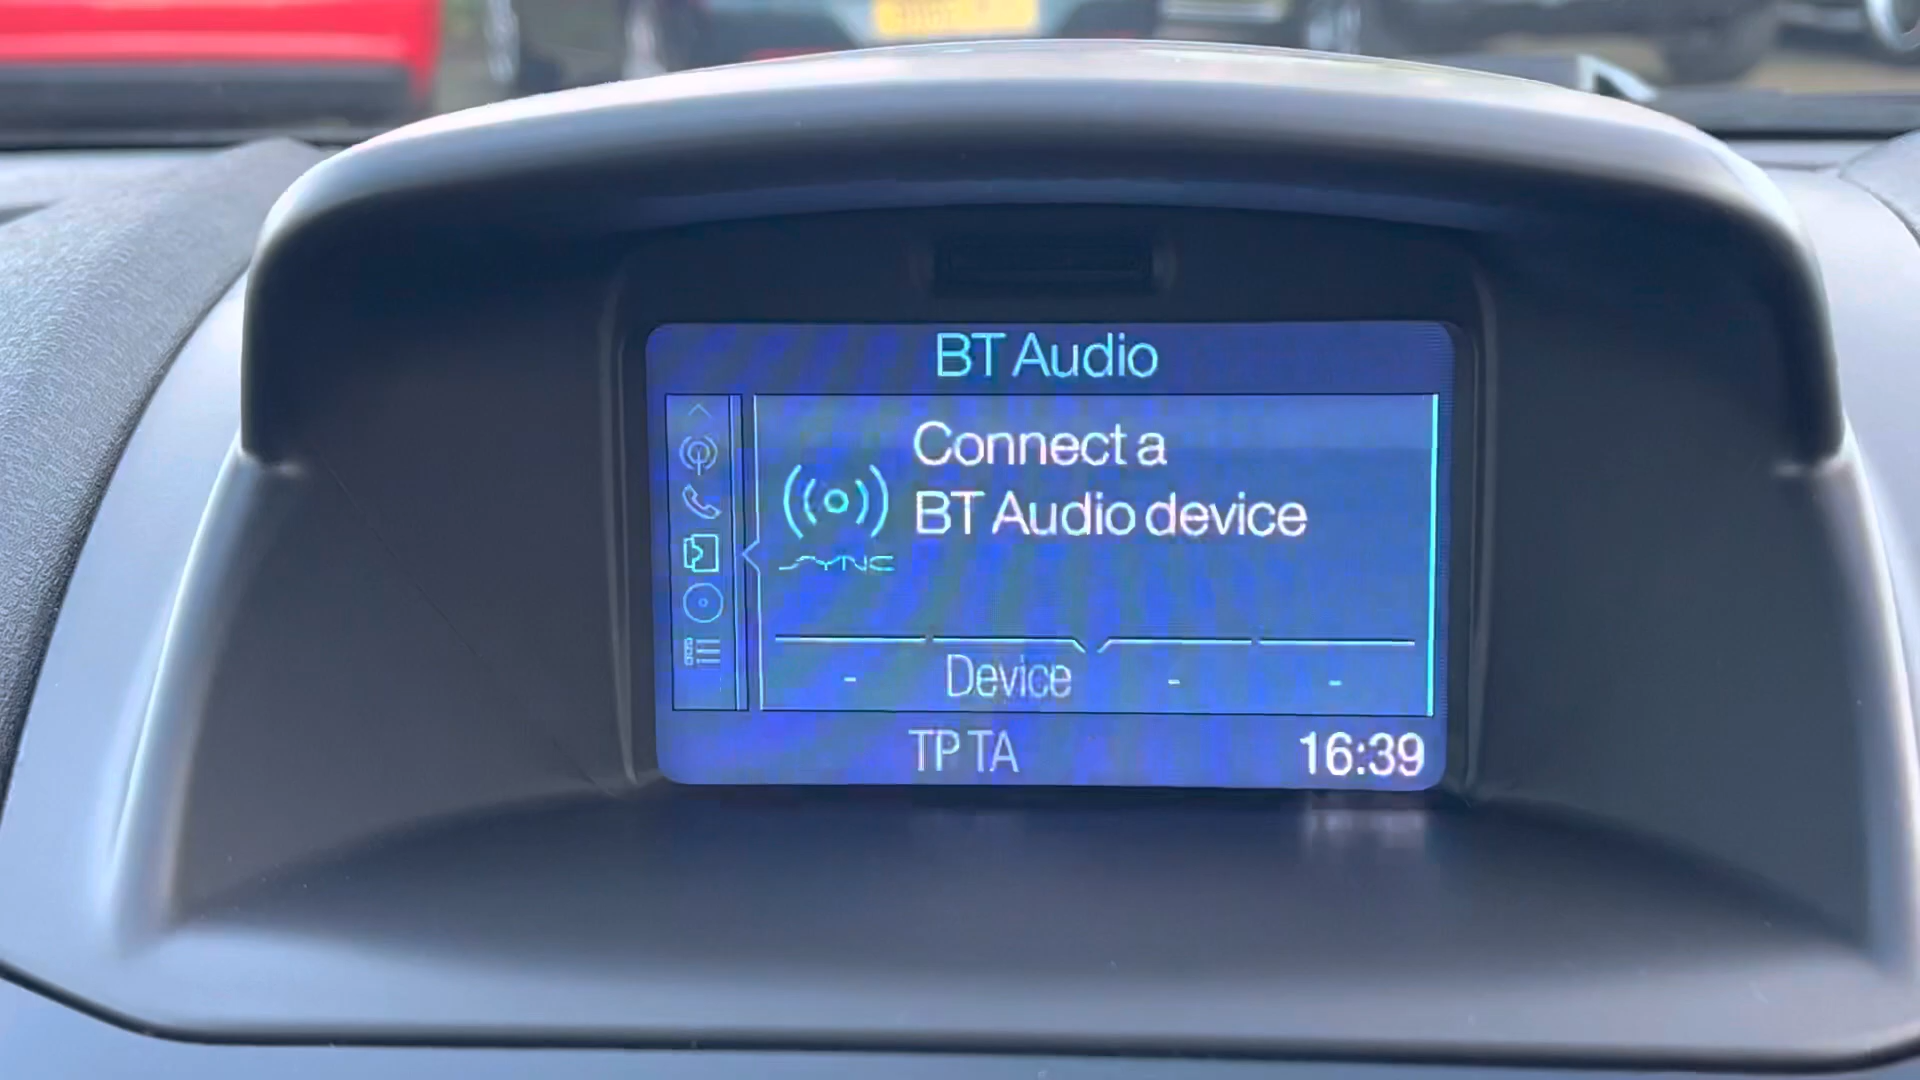 BT Audio
Connect a
BT Audio device
SYNC
- Device - -
TP TA 16:39